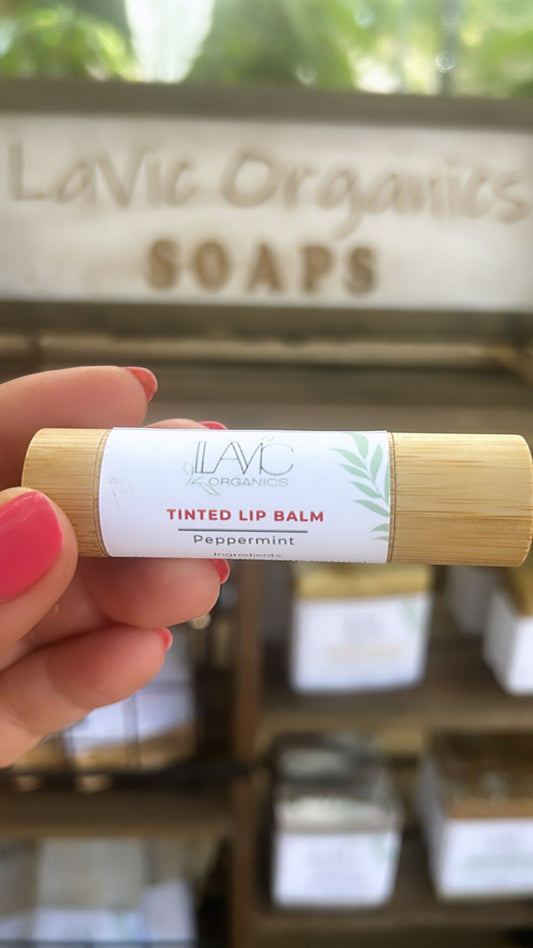 LaVic Organics
SOAPS
LAVIC
ORGANICS
TINTED LIP BALM
Peppermint
Ingredients: